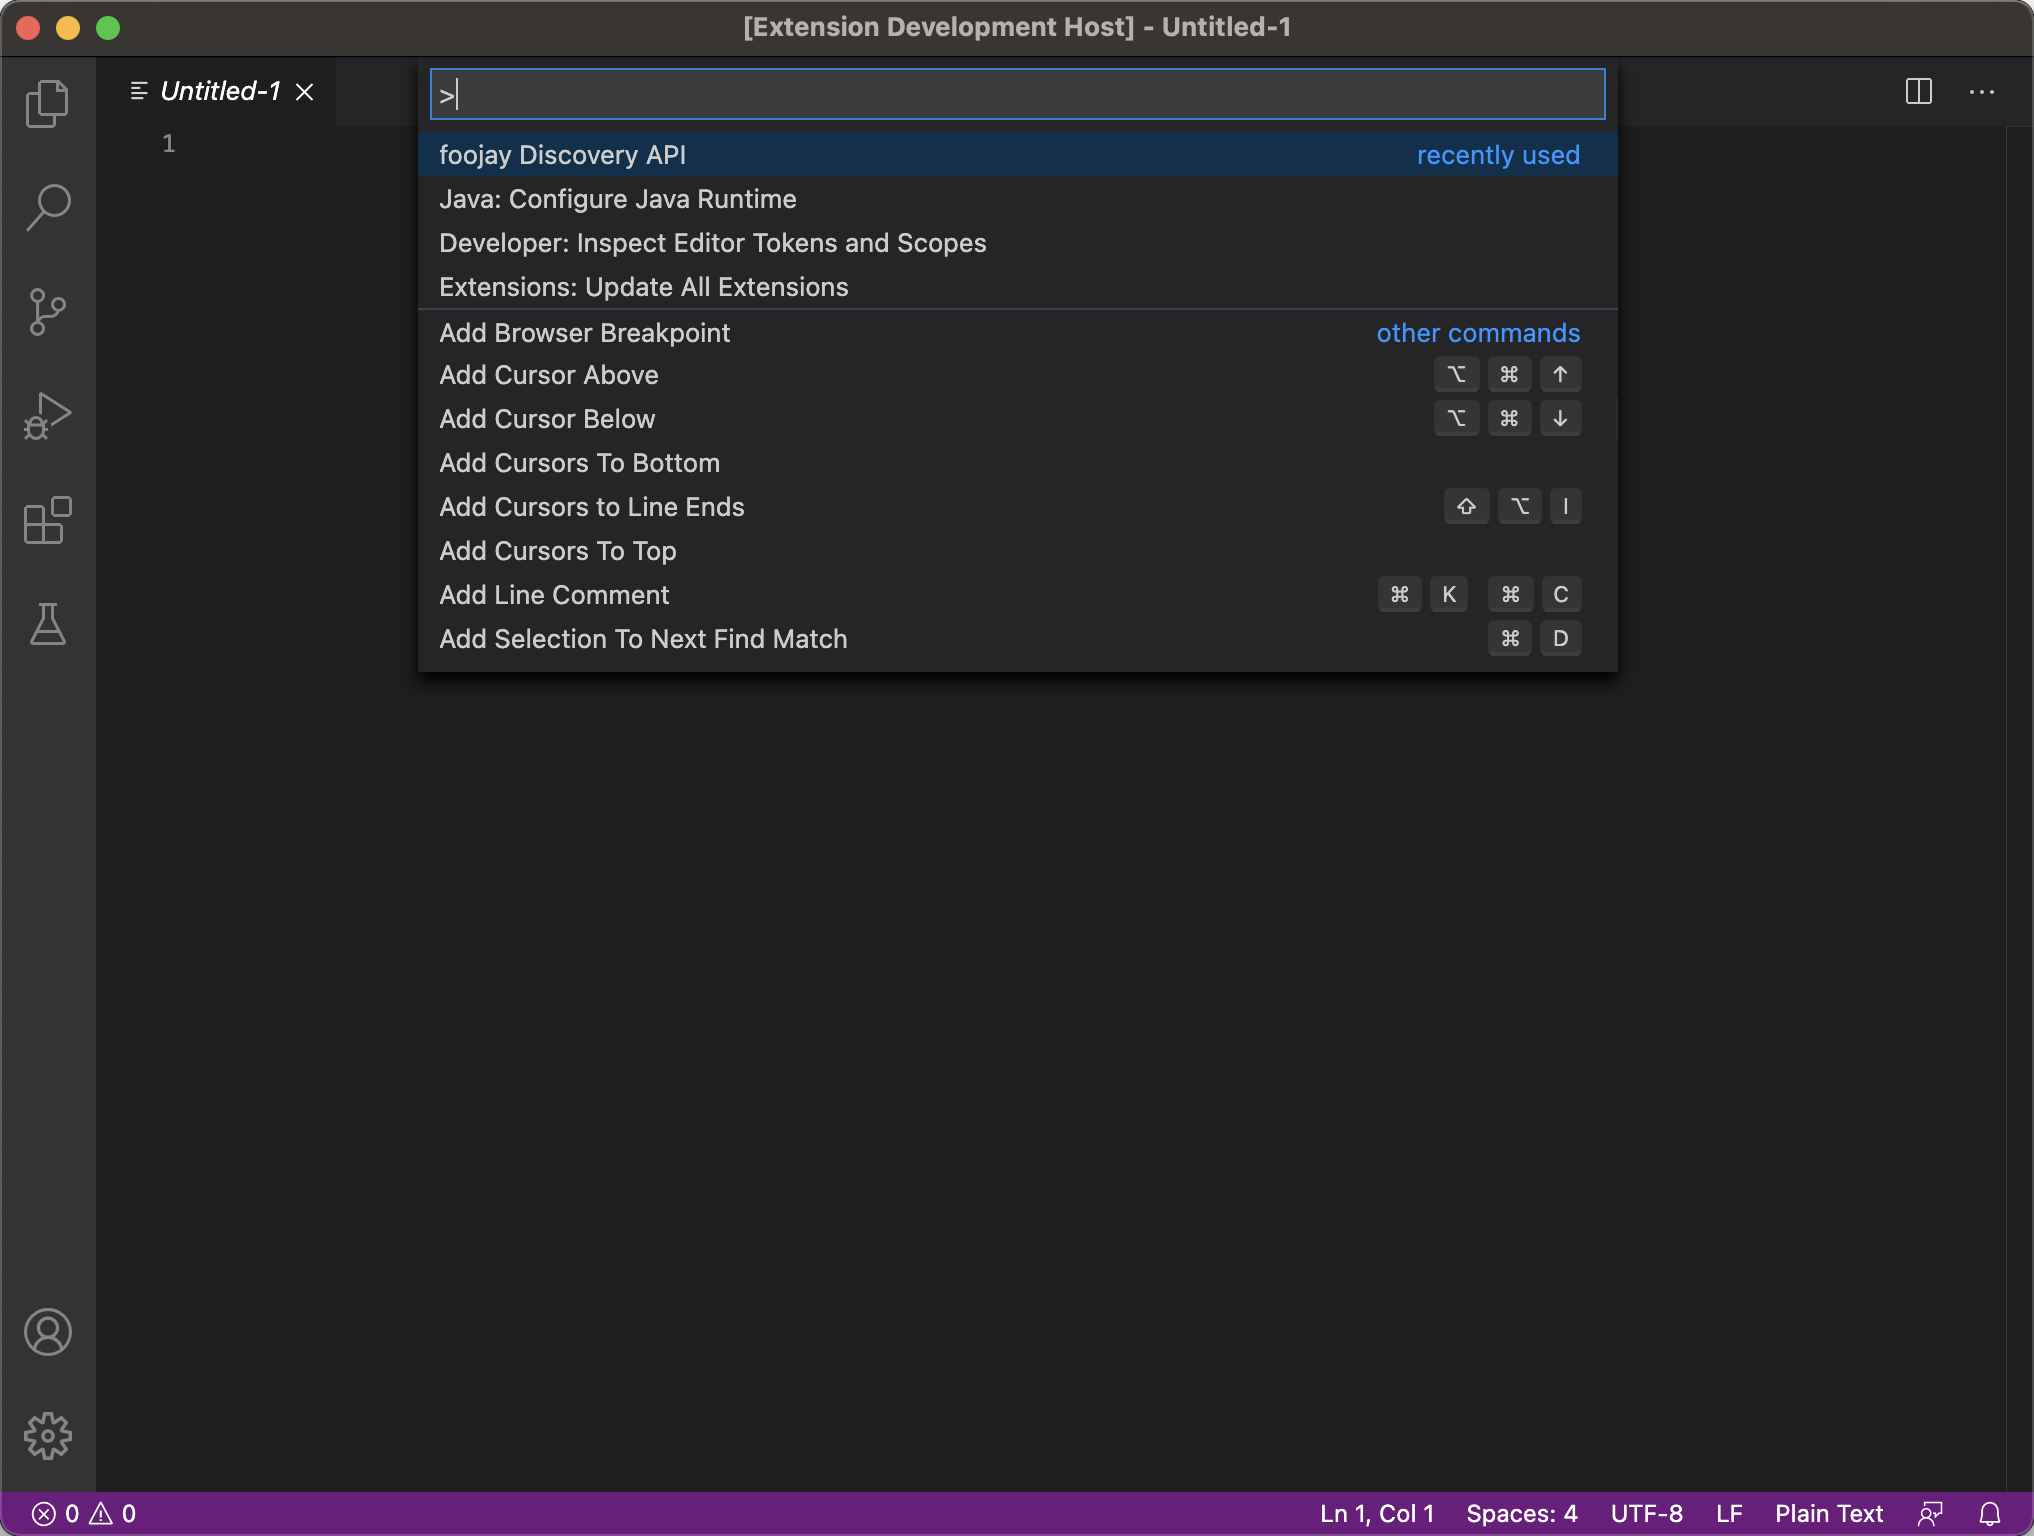 [Extension Development Host] - Untitled-1
Untitled-1
>
1
foojay Discovery API recently used
Java: Configure Java Runtime
Developer: Inspect Editor Tokens and Scopes
Extensions: Update All Extensions
Add Browser Breakpoint other commands
Add Cursor Above ⌥ ⌘ ↑
Add Cursor Below ⌥ ⌘ ↓
Add Cursors To Bottom
Add Cursors to Line Ends ⇧ ⌥ I
Add Cursors To Top
Add Line Comment ⌘ K ⌘ C
Add Selection To Next Find Match ⌘ D
0 0 Ln 1, Col 1 Spaces: 4 UTF-8 LF Plain Text